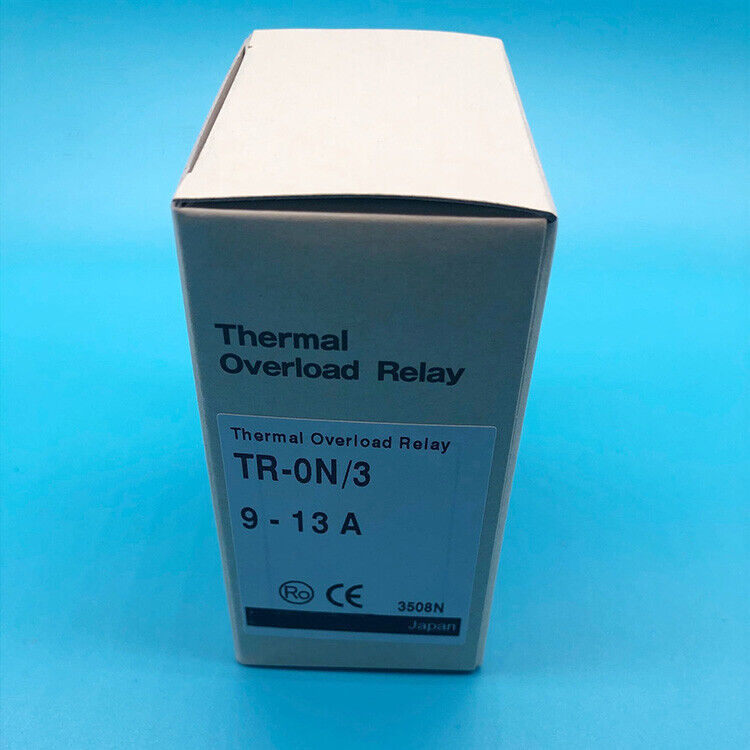 Thermal
Overload Relay
Thermal Overload Relay
TR-0N/3
9 - 13 A
Ro CE 3508N
Japan